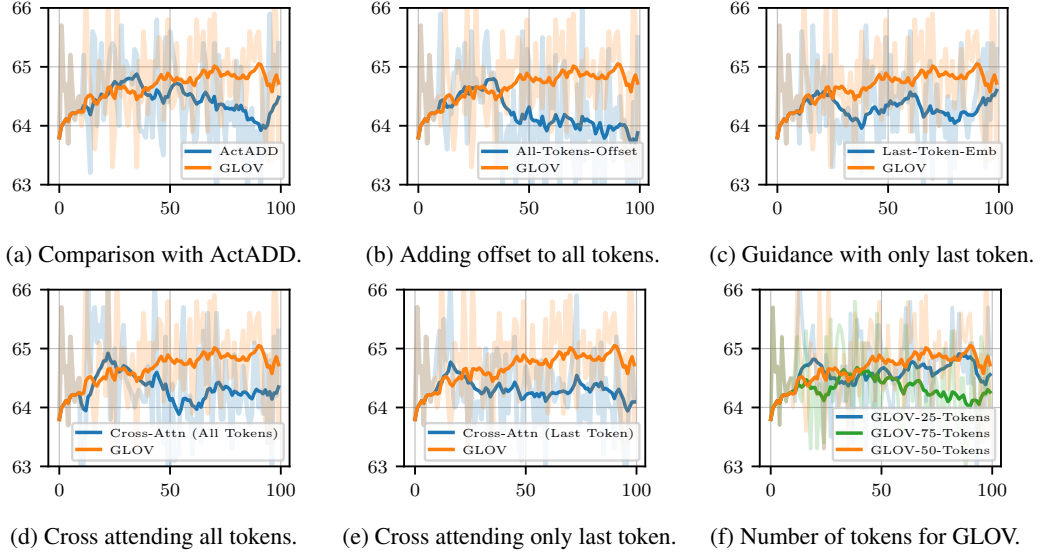 66
65
64
63
0
50
100
ActADD
GLOV
(a) Comparison with ActADD.
66
65
64
63
0
50
100
All-Tokens-Offset
GLOV
(b) Adding offset to all tokens.
66
65
64
63
0
50
100
Last-Token-Emb
GLOV
(c) Guidance with only last token.
66
65
64
63
0
50
100
Cross-Attn (All Tokens)
GLOV
(d) Cross attending all tokens.
66
65
64
63
0
50
100
Cross-Attn (Last Token)
GLOV
(e) Cross attending only last token.
66
65
64
63
0
50
100
GLOV-25-Tokens
GLOV-75-Tokens
GLOV-50-Tokens
(f) Number of tokens for GLOV.